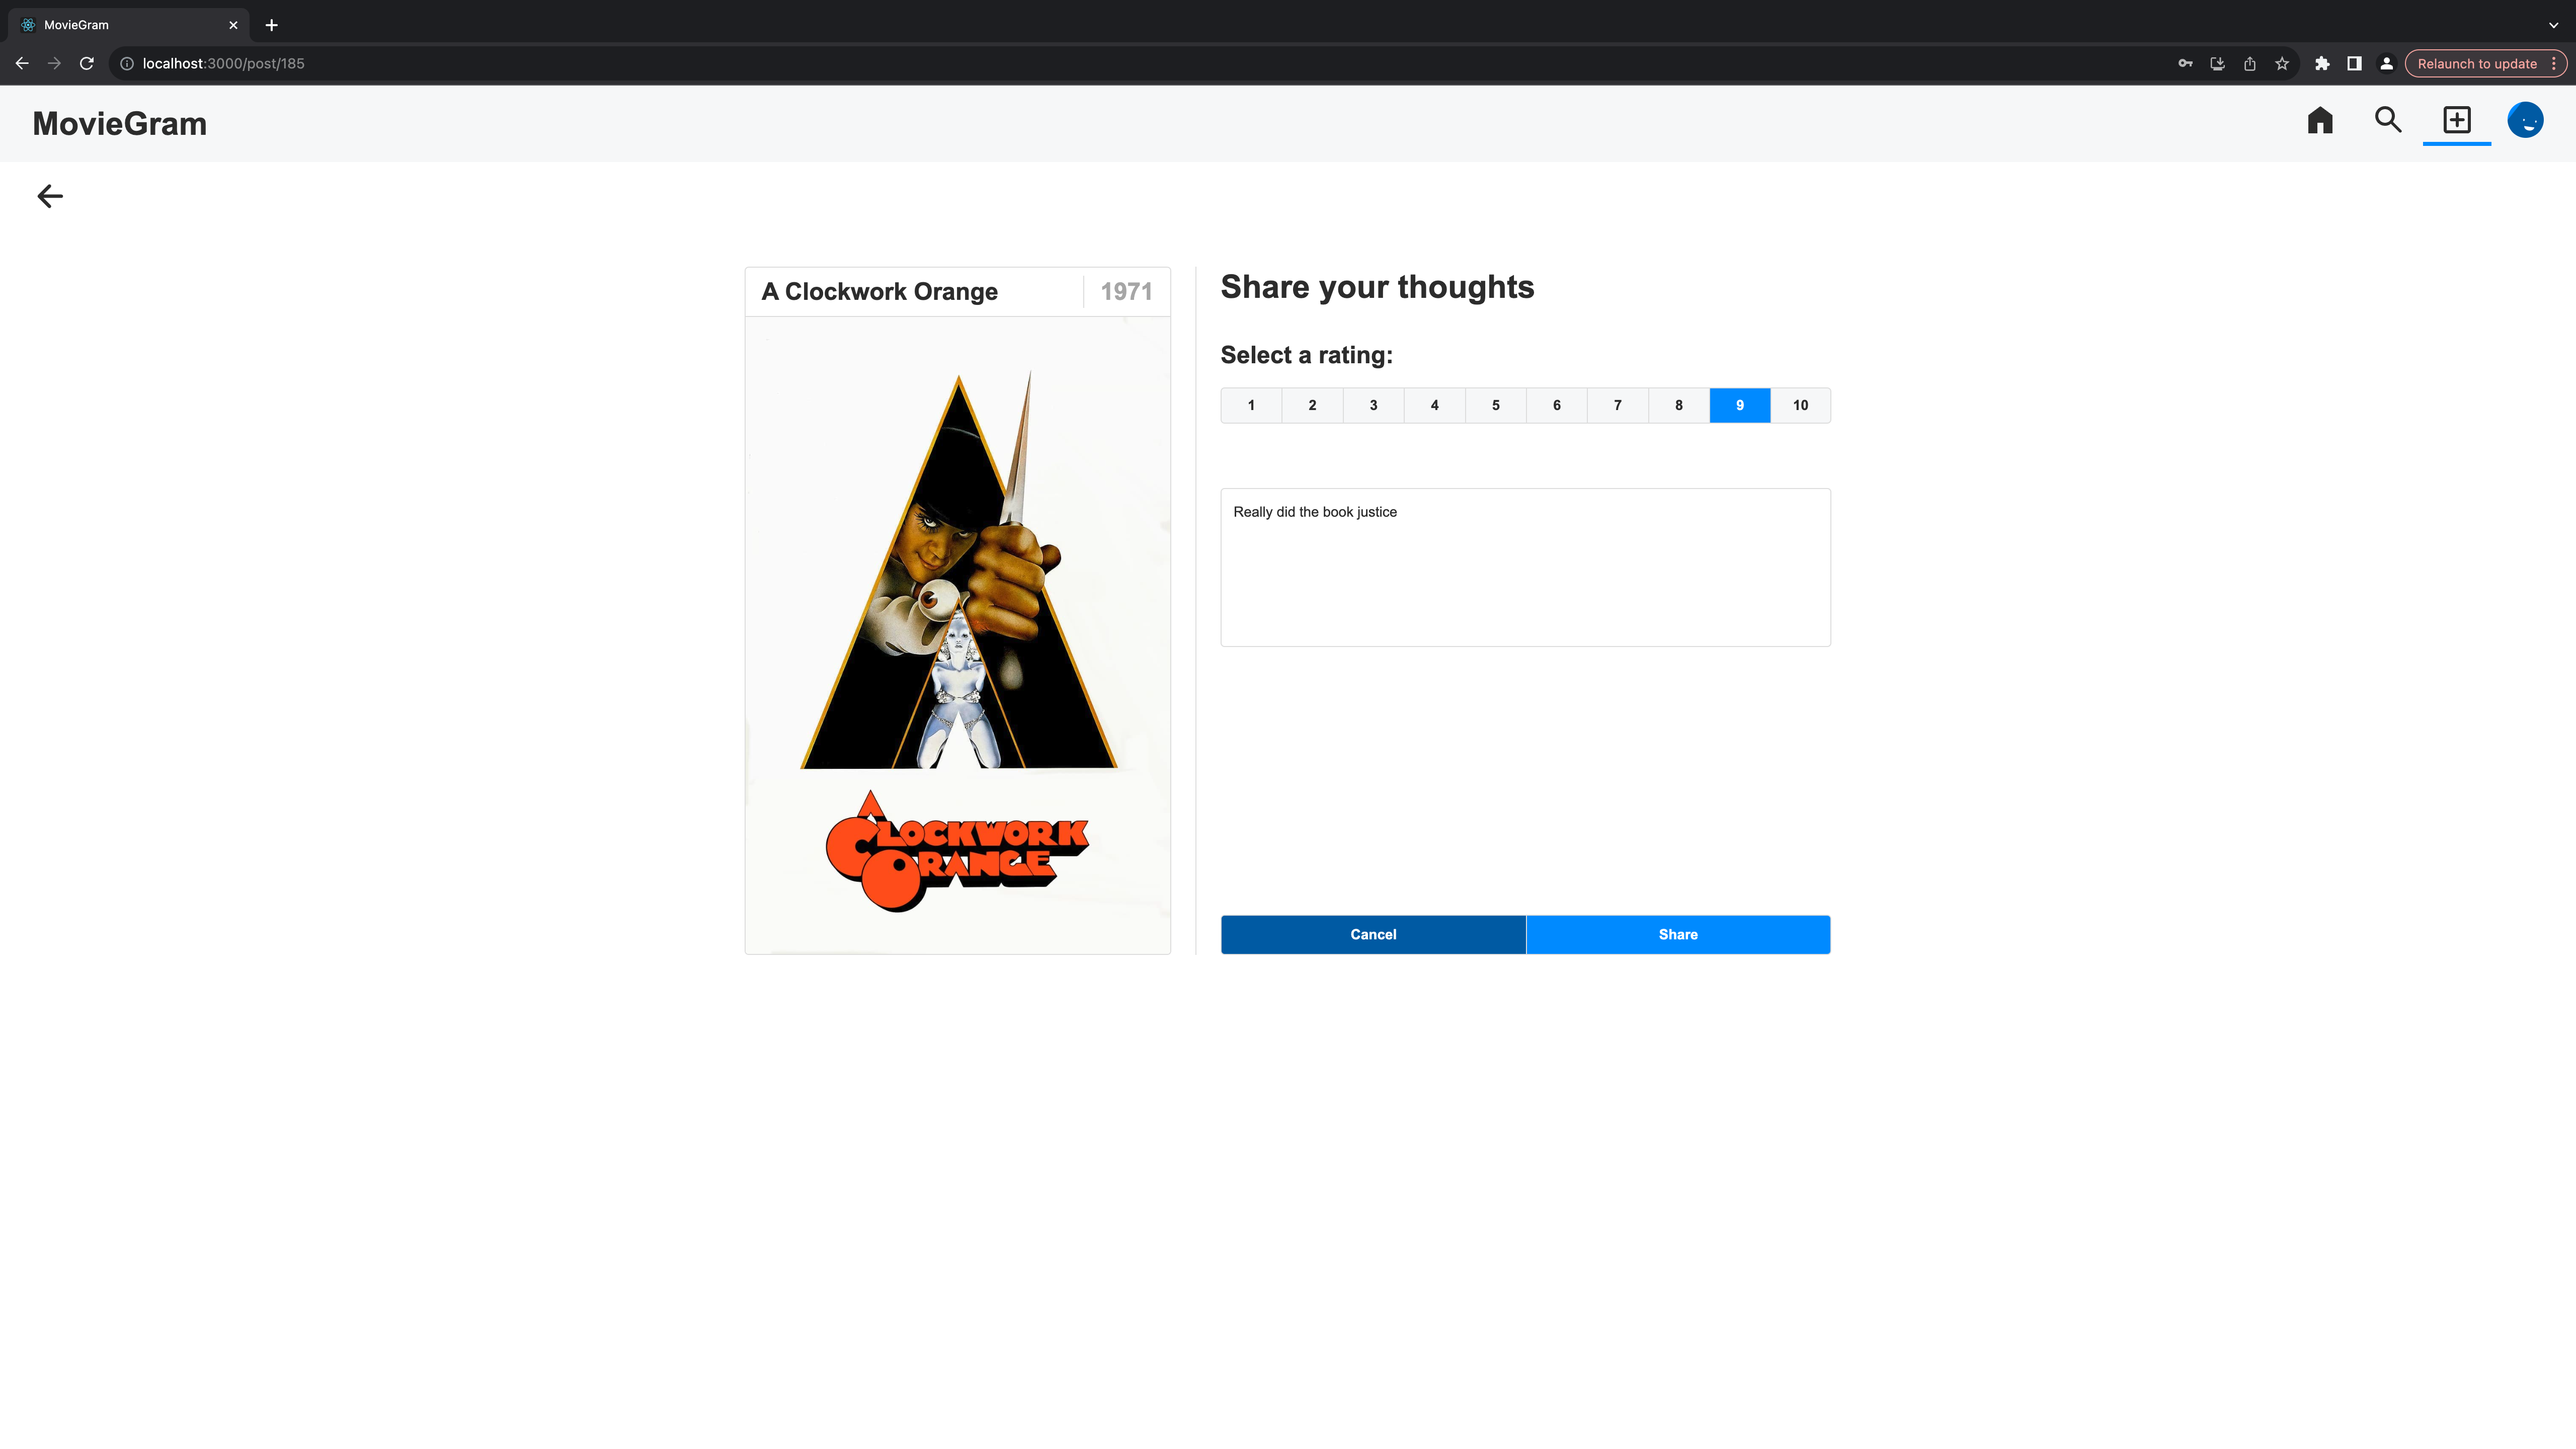 MovieGram
localhost:3000/post/185
Relaunch to update
MovieGram
A Clockwork Orange
1971
A CLOCKWORK
ORANGE
Share your thoughts
Select a rating:
1 2 3 4 5 6 7 8 9 10
Really did the book justice
Cancel
Share